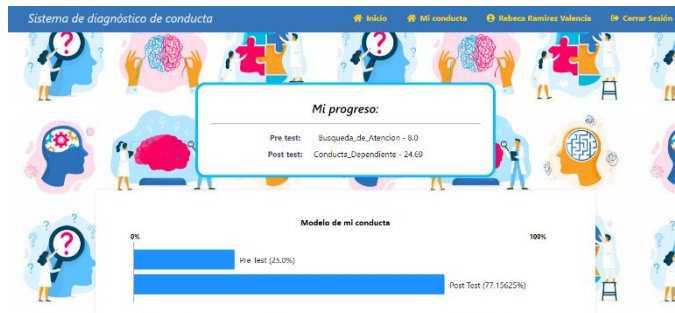 Sistema de diagnóstico de conducta
Inicio Mi conducta Rebeca Ramirez Valencia Cerrar Sesión
Mi progreso:
Pre test: Busqueda_de_Atencion - 8.0
Post test: Conducta_Dependiente - 24.69
Modelo de mi conducta
0% 100%
Pre Test (25.0%)
Post Test (77.15625%)